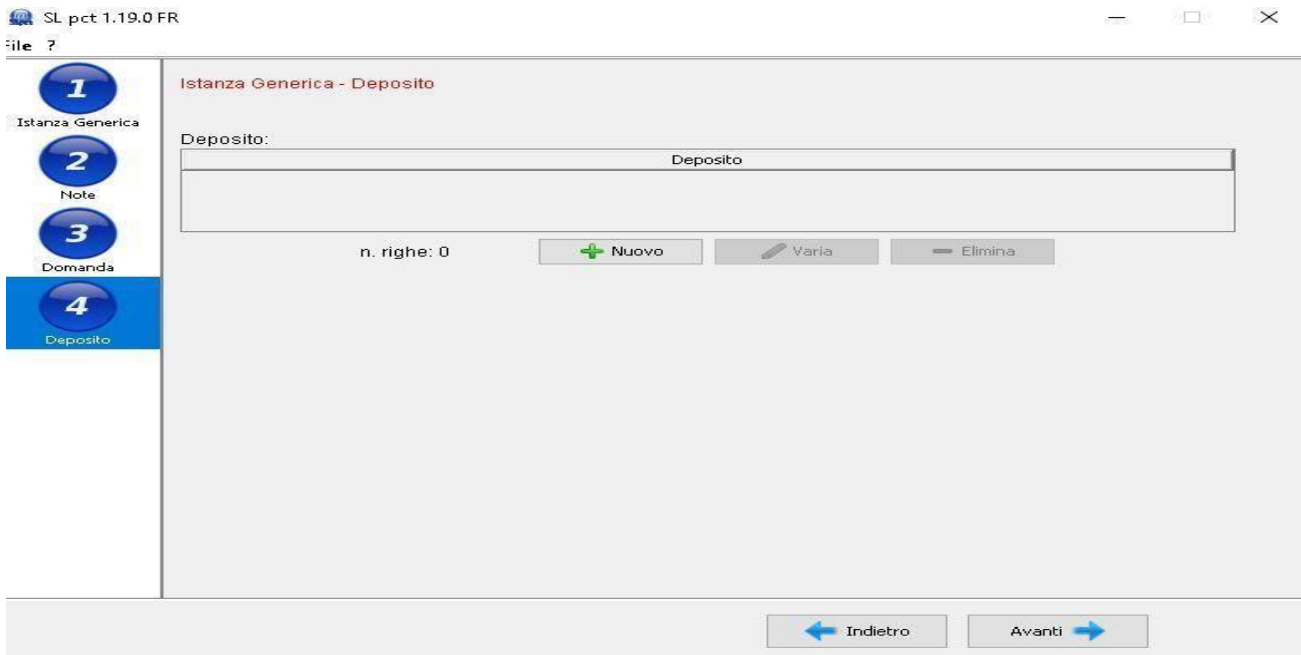 SL pct 1.19.0 FR
File ?
1
Istanza Generica
2
Note
3
Domanda
4
Deposito
Istanza Generica - Deposito
Deposito:
Deposito
n. righe: 0 Nuovo Varia Elimina
Indietro Avanti